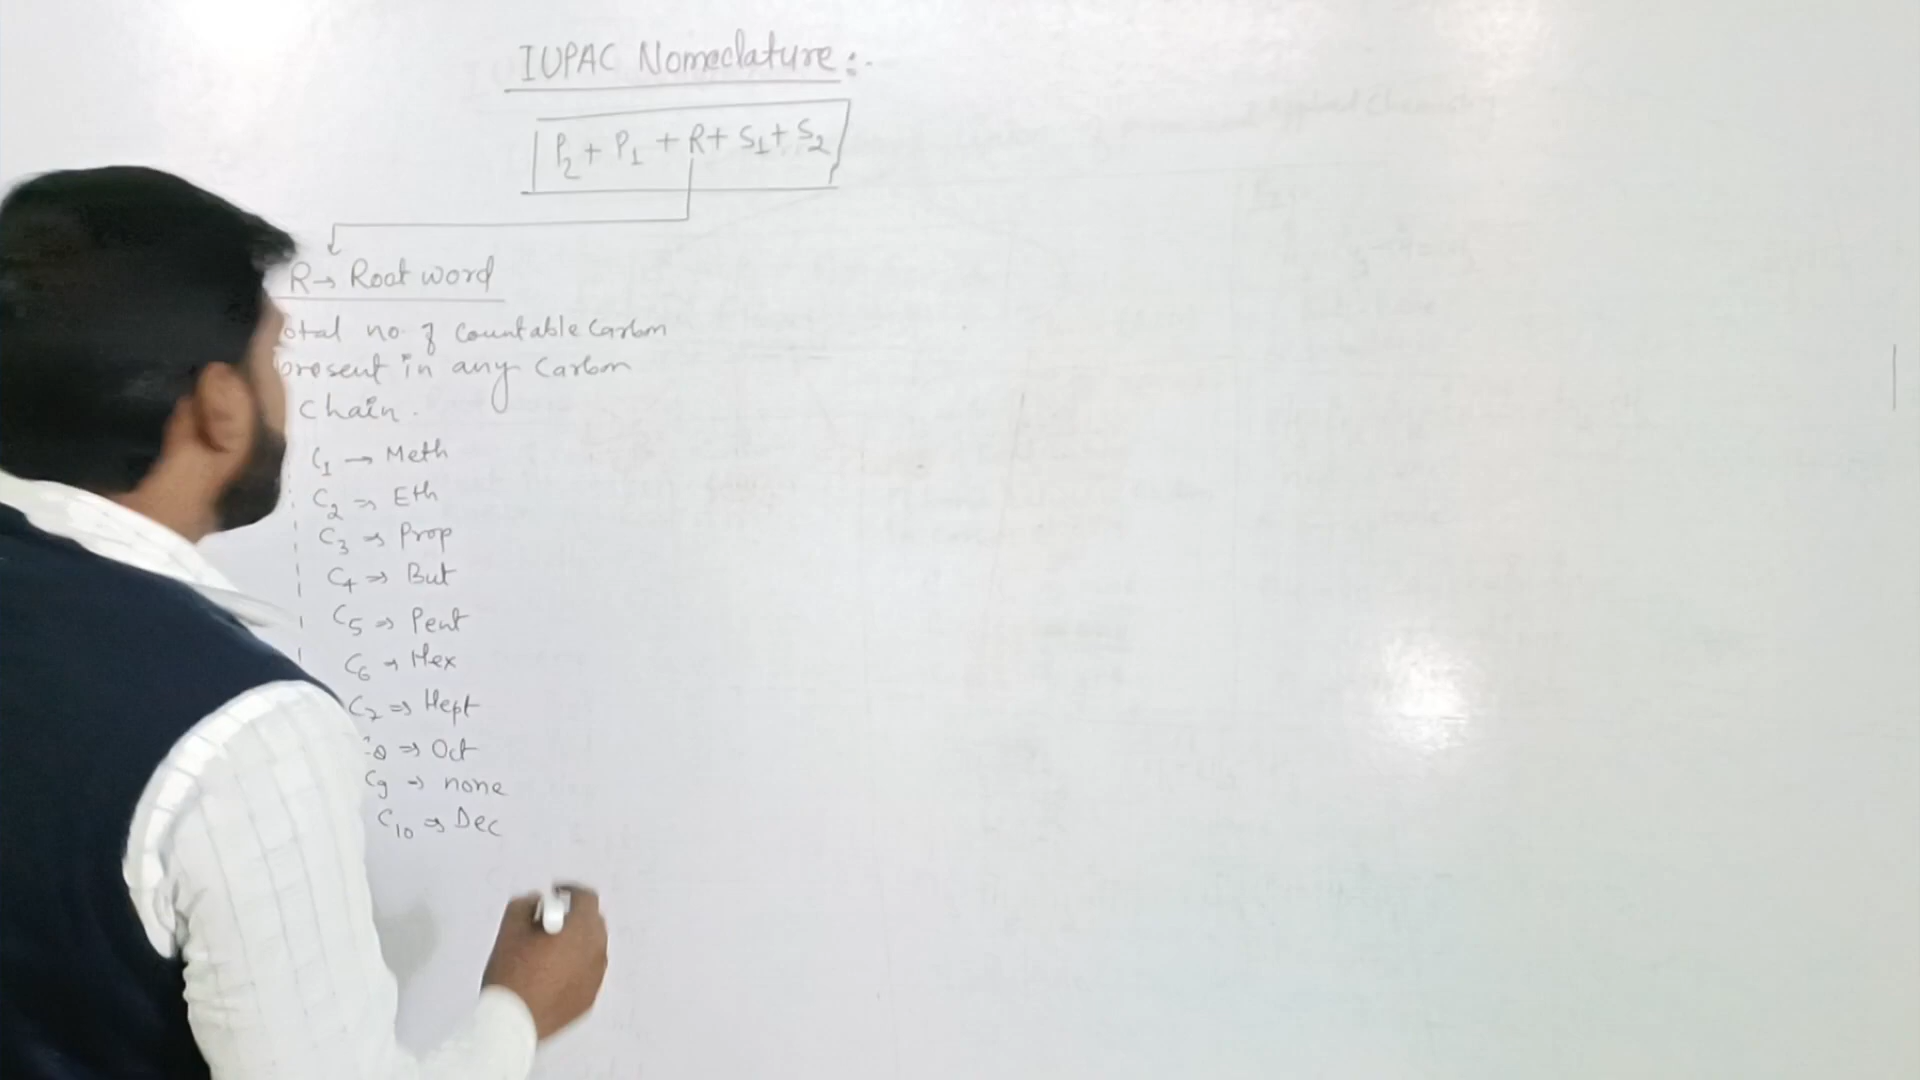 IUPAC Nomeclature :.
P2 + P1 + R + S1 + S2
R → Root word
otal no. of Countable Carbon
present in any Carbon
Chain.
C1 → Meth
C2 ⇒ Eth
C3 ⇒ Prop
C4 ⇒ But
C5 ⇒ Pent
C6 → Hex
C7 ⇒ Hept
C8 ⇒ Oct
C9 → none
C10 ⇒ Dec